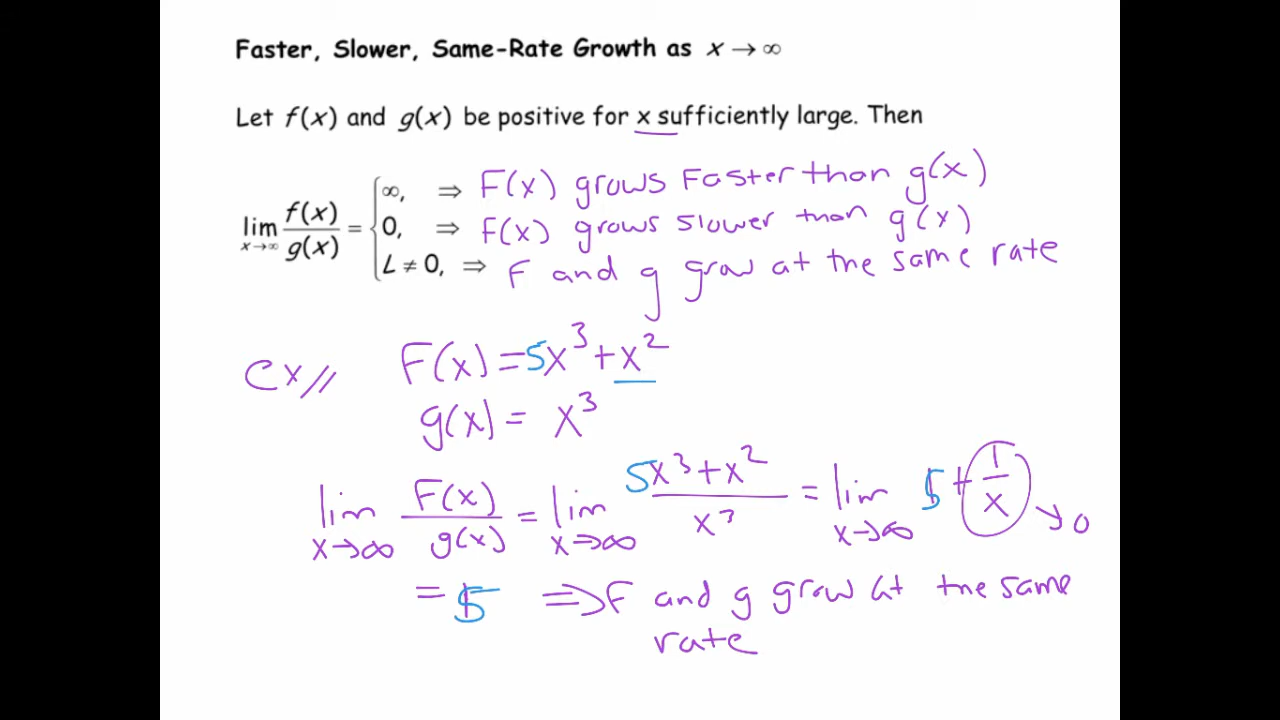 Faster, Slower, Same-Rate Growth as x → ∞
Let f(x) and g(x) be positive for x sufficiently large. Then
lim x→∞ f(x)/g(x) = { ∞, ⇒ F(x) grows Faster than g(x)
0, ⇒ F(x) grows slower than g(x)
L ≠ 0, ⇒ F and g grow at the same rate
ex// F(x) = 5x³ + x²
g(x) = x³
lim x→∞ F(x)/g(x) = lim x→∞ 5x³ + x²/x³ = lim x→∞ 5 + 1/x → 0
= 5 ⇒ F and g grow at the same
rate